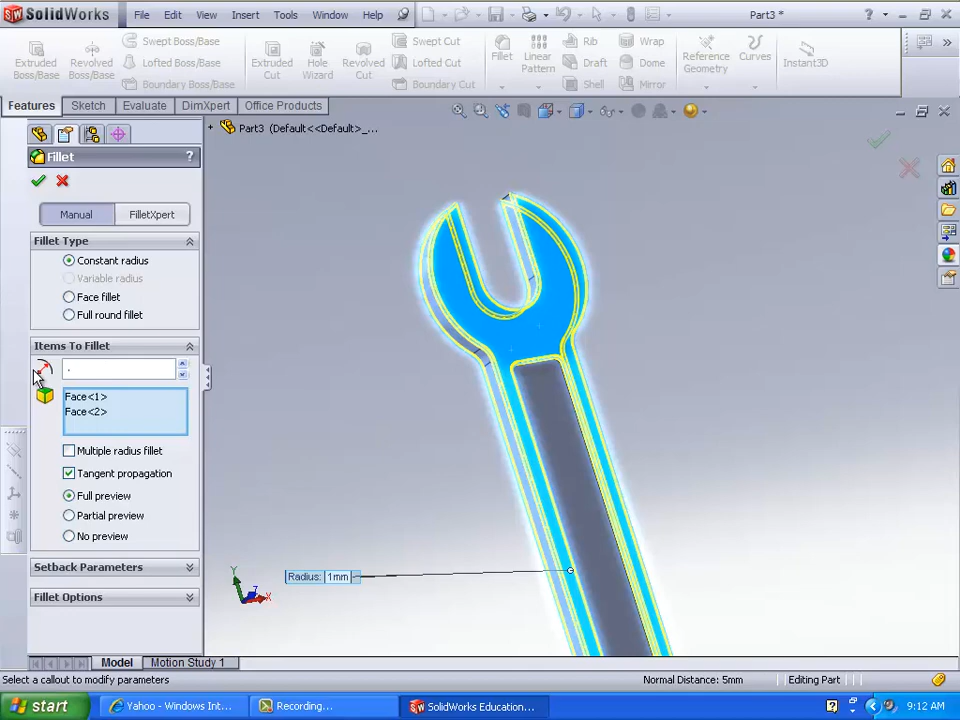 SolidWorks File Edit View Insert Tools Window Help Part3 * ?
Extruded Boss/Base Revolved Boss/Base Swept Boss/Base Lofted Boss/Base Boundary Boss/Base Extruded Cut Hole Wizard Revolved Cut Swept Cut Lofted Cut Boundary Cut Fillet Linear Pattern Rib Draft Shell Wrap Dome Mirror Reference Geometry Curves Instant3D
Features Sketch Evaluate DimXpert Office Products
Part3 (Default<<Default>_...
Fillet ?
Manual FilletXpert
Fillet Type
Constant radius
Variable radius
Face fillet
Full round fillet
Items To Fillet
.
Face<1>
Face<2>
Multiple radius fillet
Tangent propagation
Full preview
Partial preview
No preview
Setback Parameters
Fillet Options
Radius: 1mm
Y
Z
X
Model Motion Study 1
Select a callout to modify parameters Normal Distance: 5mm Editing Part
start Yahoo - Windows Int... Recording... SolidWorks Education... ? 9:12 AM